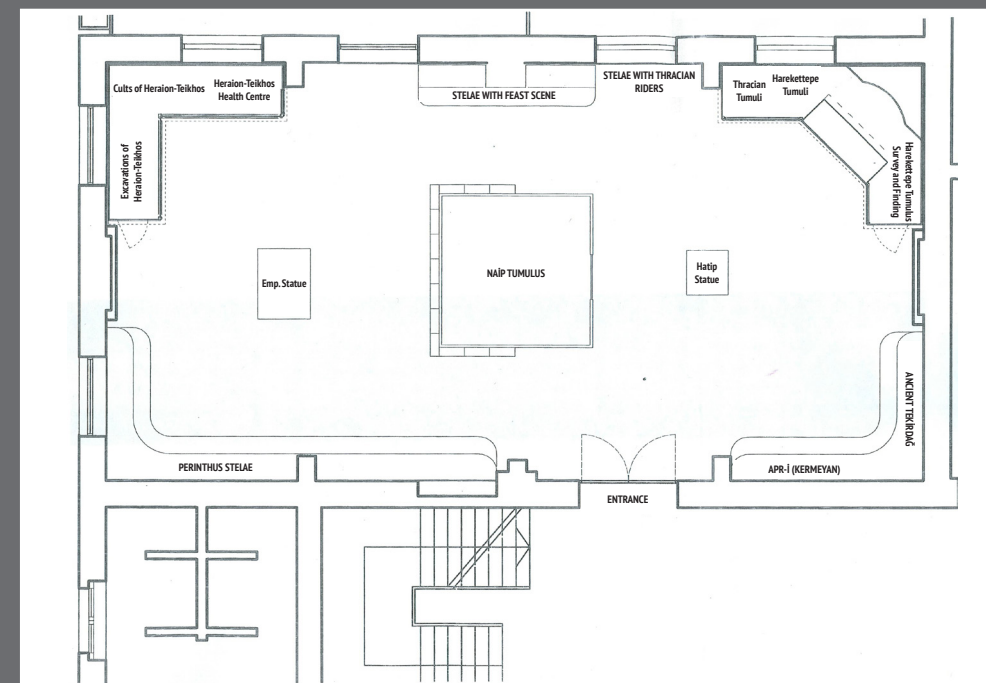 Cults of Heraion-Teikhos
Heraion-Teikhos
Health Centre
Excavations of
Heraion-Teikhos
STELAE WITH FEAST SCENE
STELAE WITH THRACIAN
RIDERS
Thracian
Tumuli
Harekettepe
Tumuli
Harekettepe Tumulus
Survey and Finding
Emp. Statue
NAİP TUMULUS
Hatip
Statue
ANCIENT TEKİRDAĞ
PERINTHUS STELAE
APR-İ (KERMEYAN)
ENTRANCE